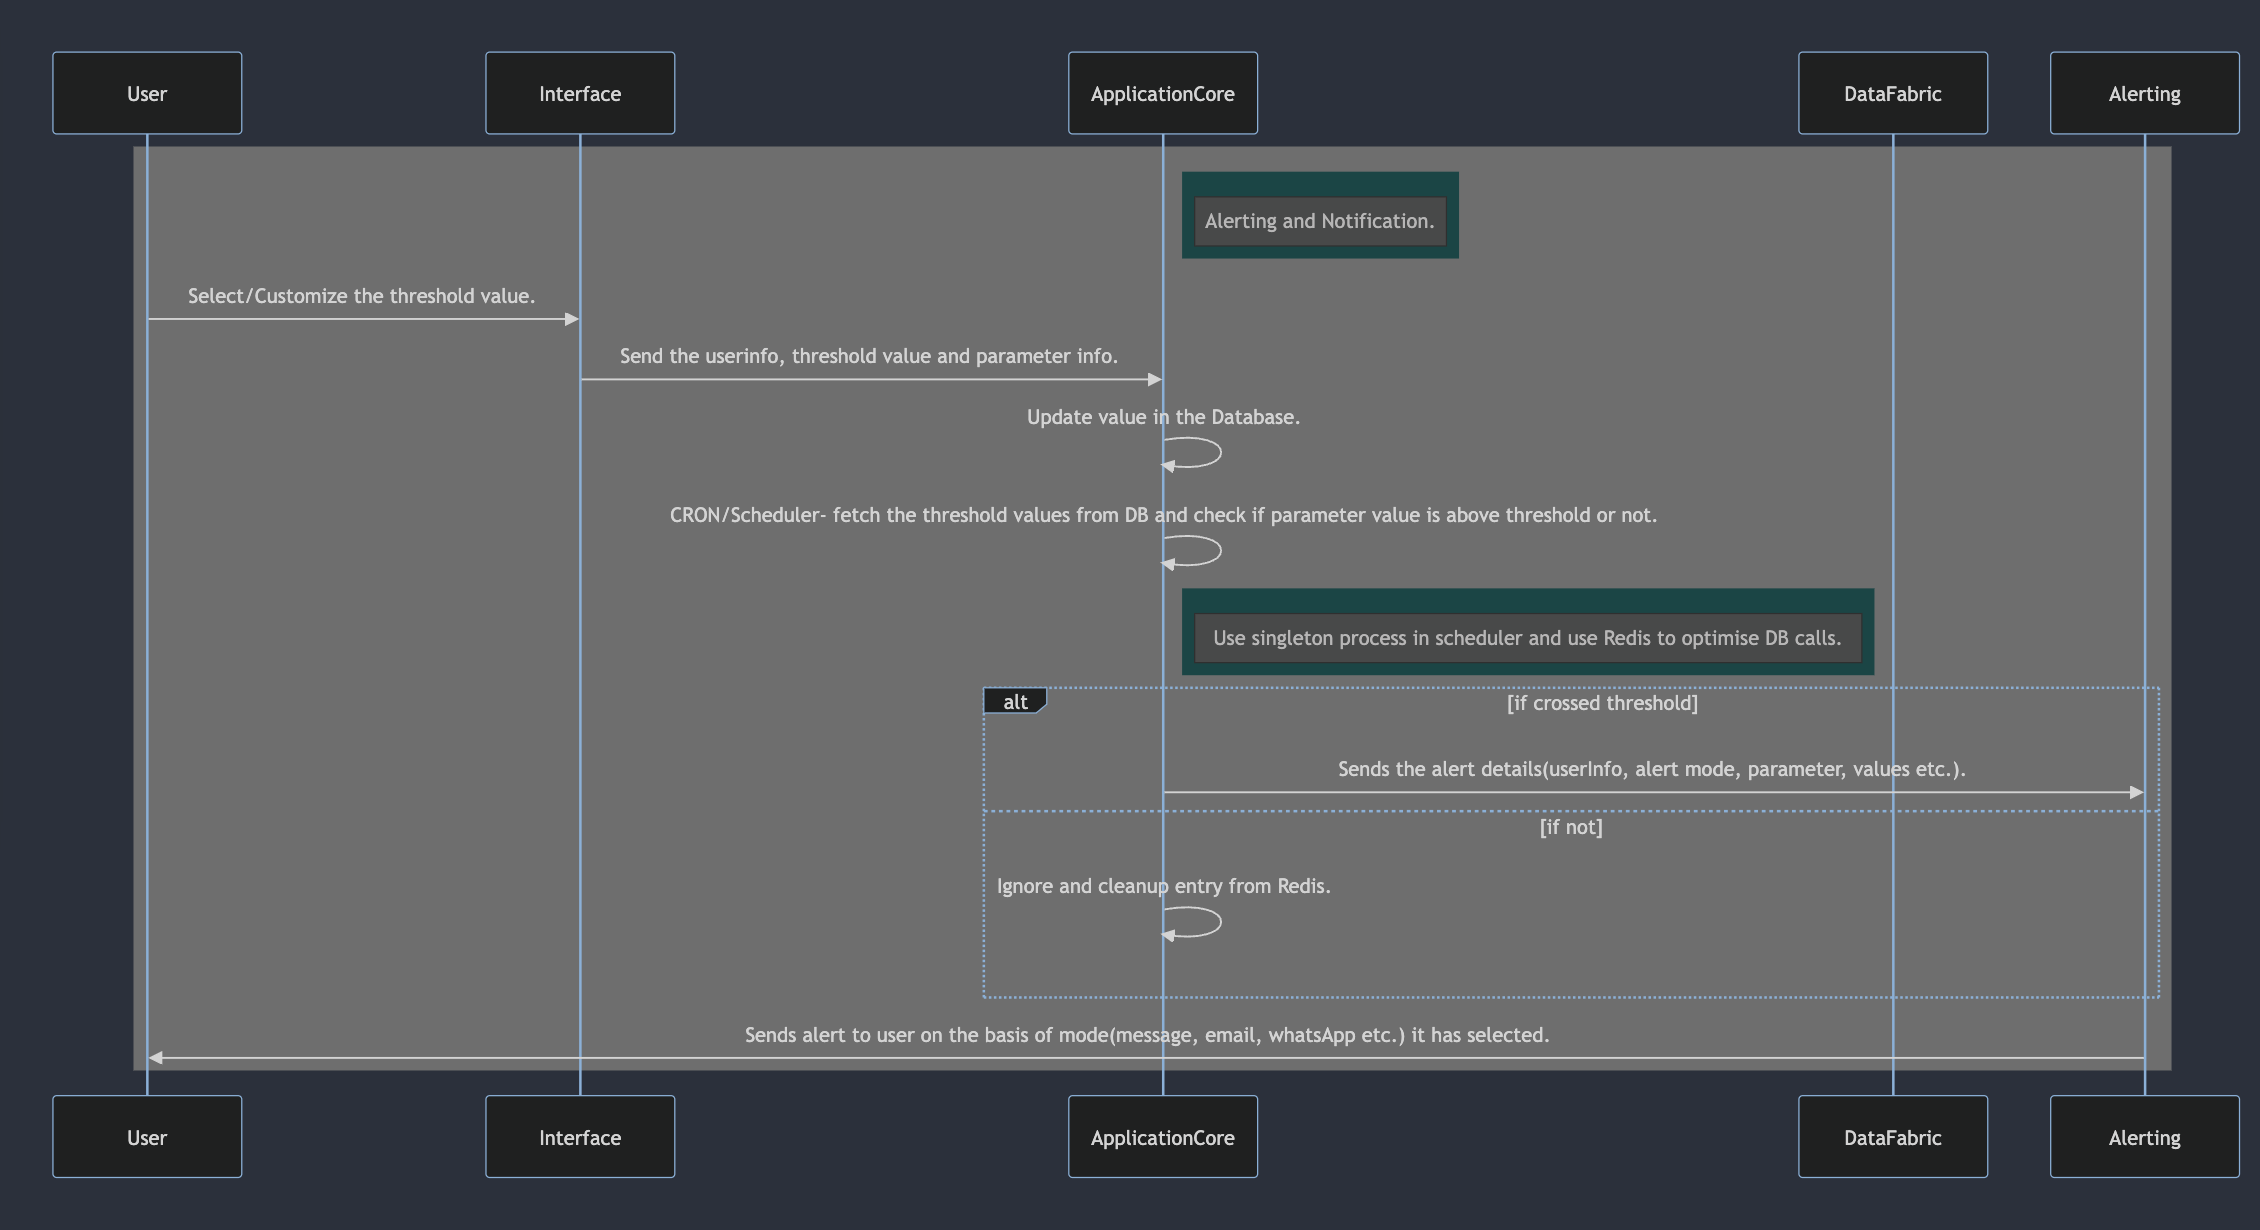 User
Interface
ApplicationCore
DataFabric
Alerting
Alerting and Notification.
Select/Customize the threshold value.
Send the userinfo, threshold value and parameter info.
Update value in the Database.
CRON/Scheduler- fetch the threshold values from DB and check if parameter value is above threshold or not.
Use singleton process in scheduler and use Redis to optimise DB calls.
alt
[if crossed threshold]
Sends the alert details(userInfo, alert mode, parameter, values etc.).
[if not]
Ignore and cleanup entry from Redis.
Sends alert to user on the basis of mode(message, email, whatsApp etc.) it has selected.
User
Interface
ApplicationCore
DataFabric
Alerting